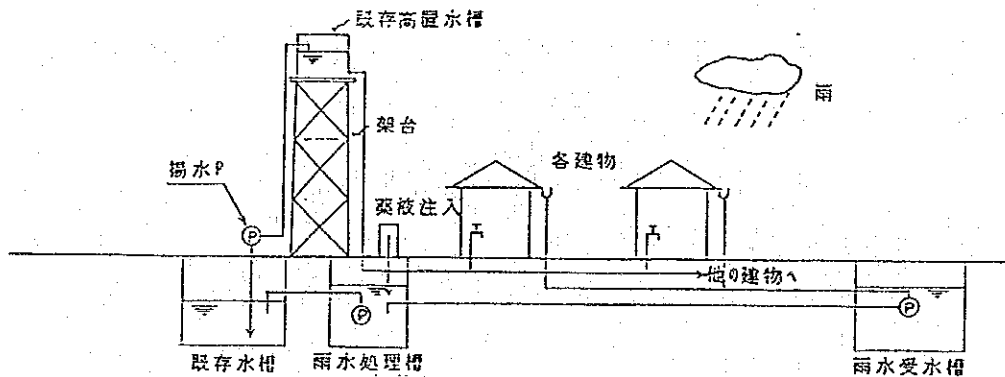 既存高置水槽
雨
架台
揚水P
各建物
薬液注入
P
他の建物へ
P
P
既存水槽
雨水処理槽
雨水受水槽